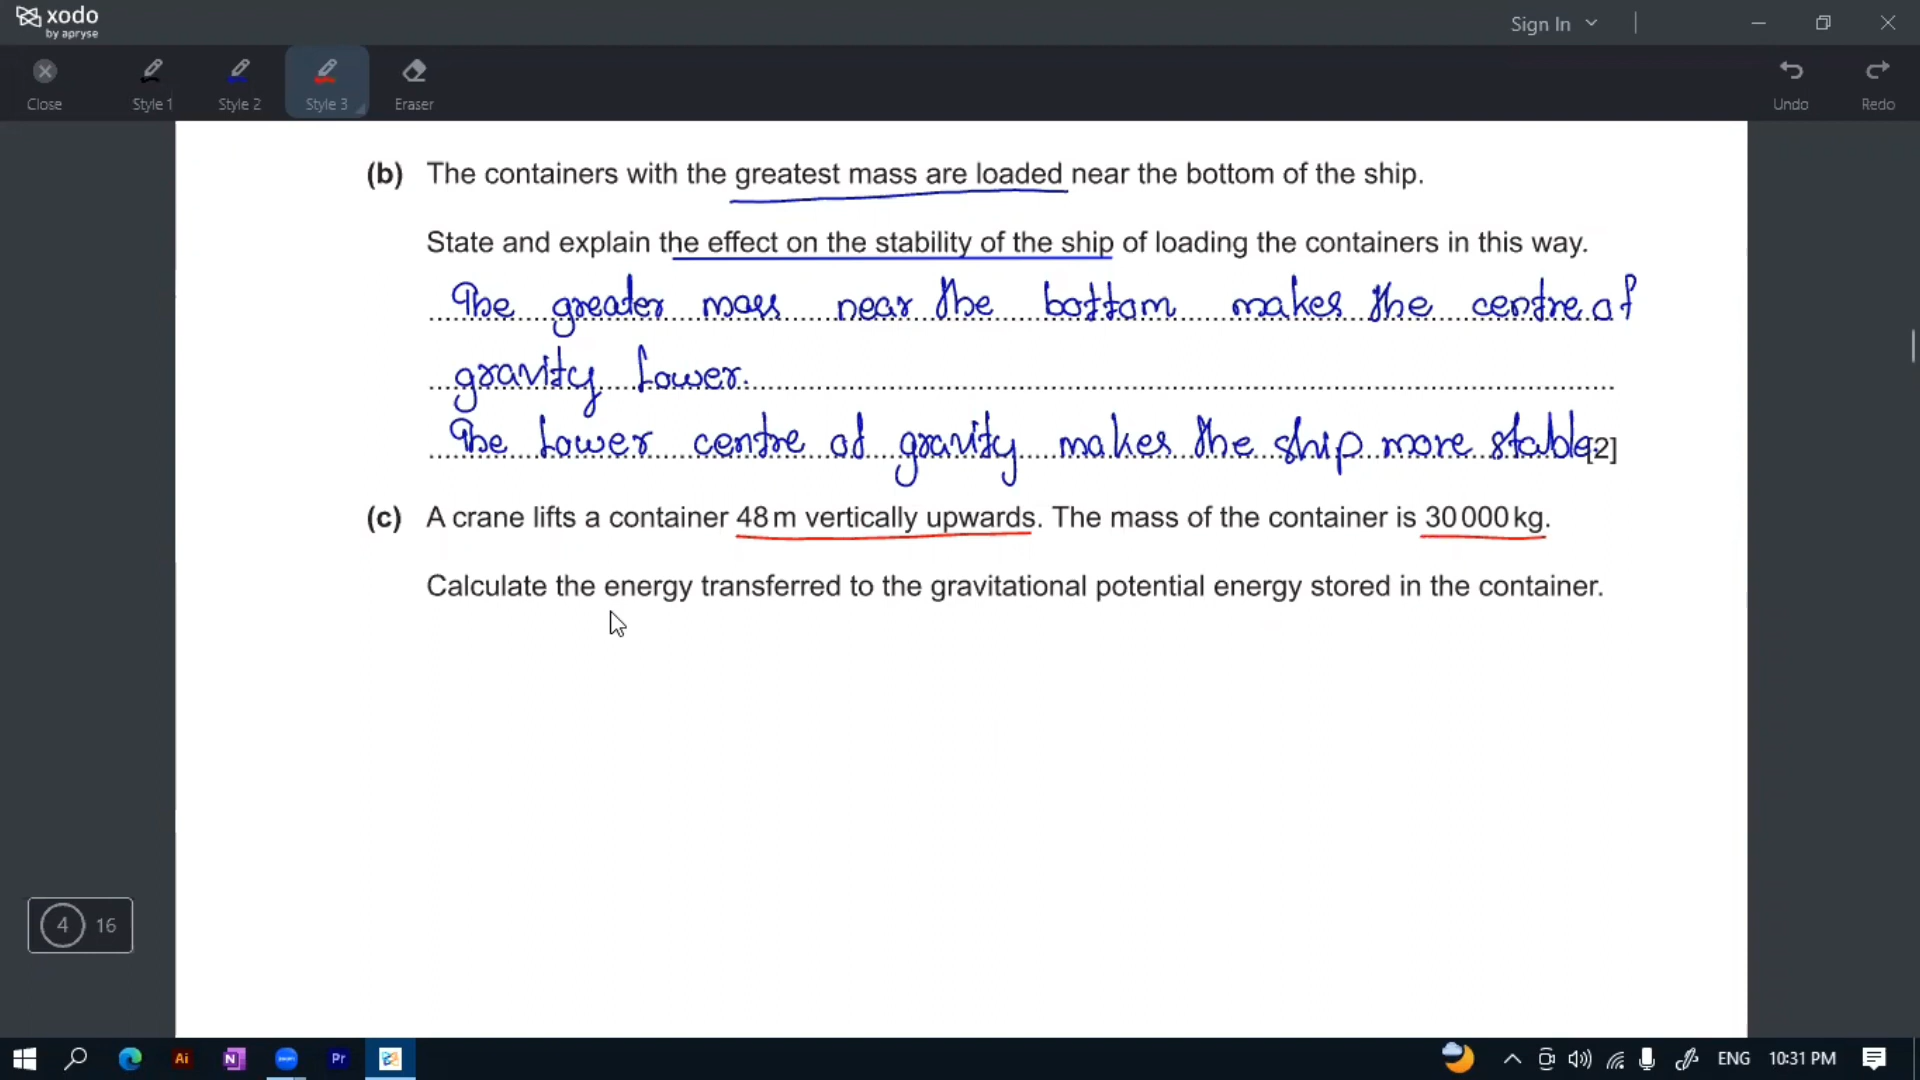 xodo
by apryse
Sign In
Close
Style 1
Style 2
Style 3
Eraser
Undo
Redo
(b) The containers with the greatest mass are loaded near the bottom of the ship.
State and explain the effect on the stability of the ship of loading the containers in this way.
The greater mass near the bottom makes the centre of
gravity lower.
The lower centre of gravity makes the ship more stable. [2]
(c) A crane lifts a container 48 m vertically upwards. The mass of the container is 30 000 kg.
Calculate the energy transferred to the gravitational potential energy stored in the container.
4 16
Ai
N
zoom
Pr
ENG
10:31 PM